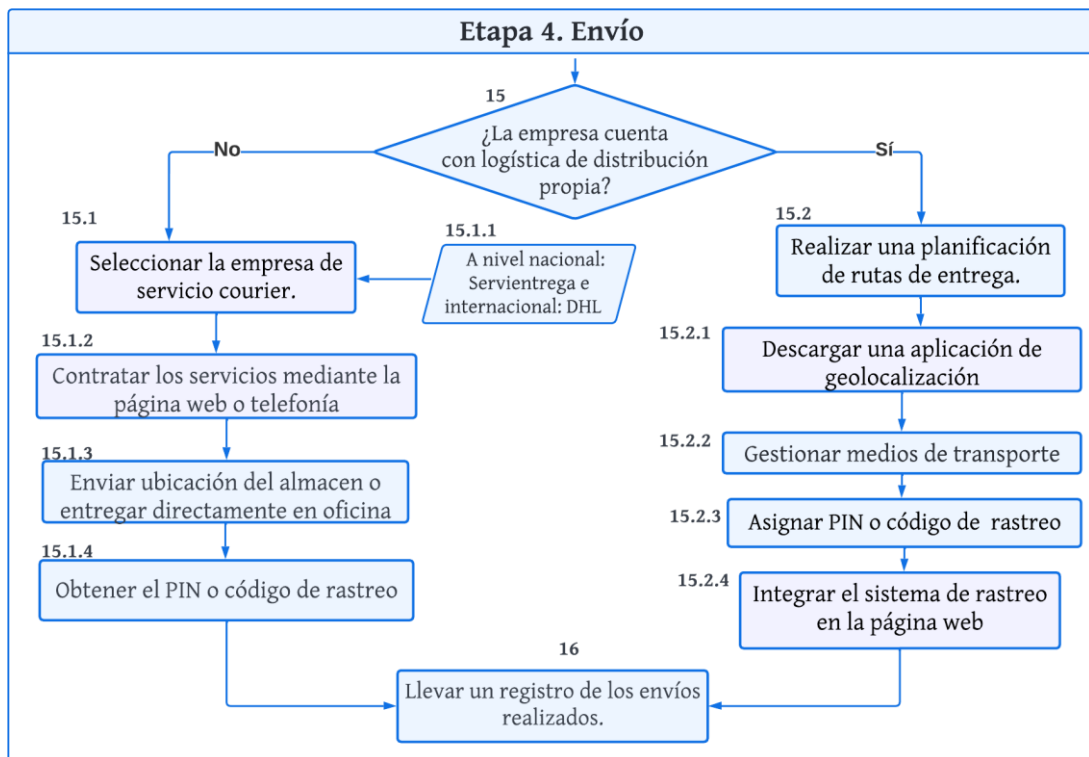 Etapa 4. Envío
15
¿La empresa cuenta
con logística de distribución
propia?
No
Sí
15.1
Seleccionar la empresa de
servicio courier.
15.1.1
A nivel nacional:
Servientrega e
internacional: DHL
15.1.2
Contratar los servicios mediante la
página web o telefonía
15.1.3
Enviar ubicación del almacen o
entregar directamente en oficina
15.1.4
Obtener el PIN o código de rastreo
15.2
Realizar una planificación
de rutas de entrega.
15.2.1
Descargar una aplicación de
geolocalización
15.2.2
Gestionar medios de transporte
15.2.3
Asignar PIN o código de rastreo
15.2.4
Integrar el sistema de rastreo
en la página web
16
Llevar un registro de los envíos
realizados.